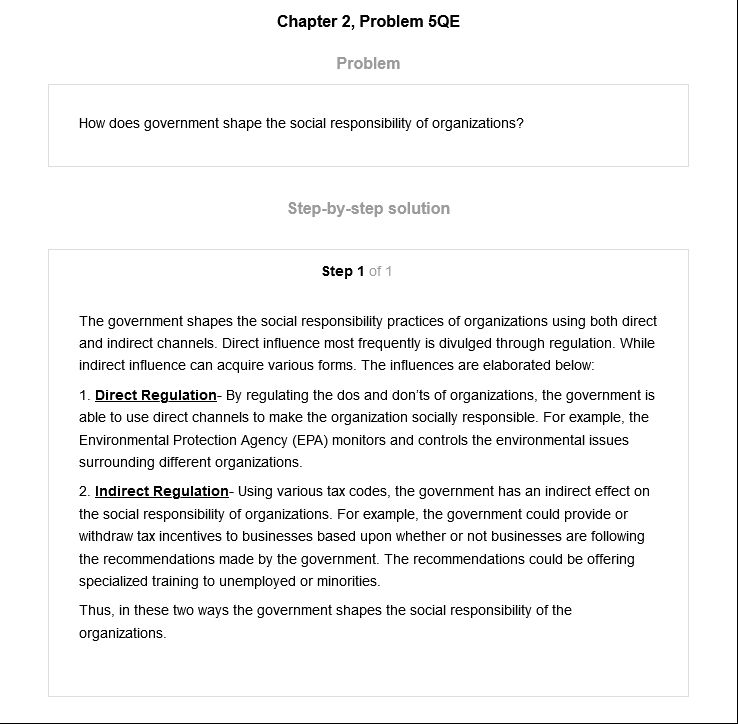 Chapter 2, Problem 5QE
Problem
How does government shape the social responsibility of organizations?
Step-by-step solution
Step 1 of 1
The government shapes the social responsibility practices of organizations using both direct
and indirect channels. Direct influence most frequently is divulged through regulation. While
indirect influence can acquire various forms. The influences are elaborated below:
1. Direct Regulation- By regulating the dos and don'ts of organizations, the government is
able to use direct channels to make the organization socially responsible. For example, the
Environmental Protection Agency (EPA) monitors and controls the environmental issues
surrounding different organizations.
2. Indirect Regulation- Using various tax codes, the government has an indirect effect on
the social responsibility of organizations. For example, the government could provide or
withdraw tax incentives to businesses based upon whether or not businesses are following
the recommendations made by the government. The recommendations could be offering
specialized training to unemployed or minorities.
Thus, in these two ways the government shapes the social responsibility of the
organizations.